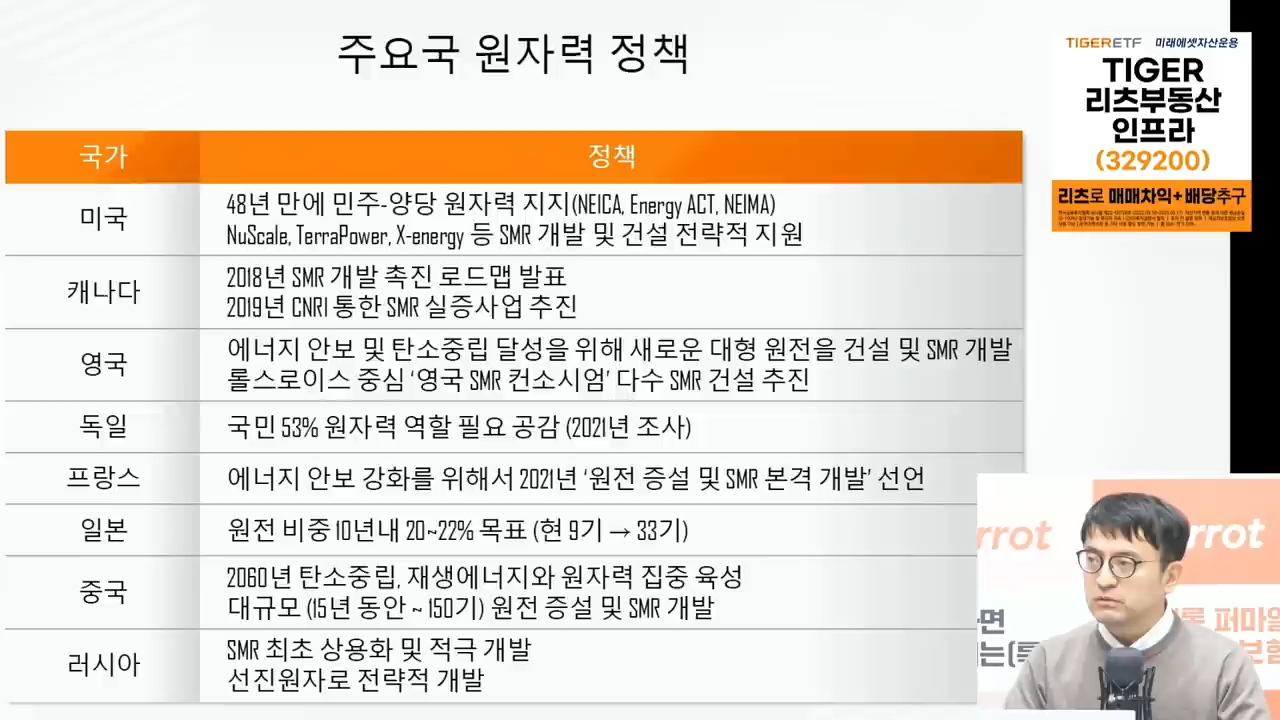 주요국 원자력 정책
국가
정책
미국
48년 만에 민주-양당 원자력 지지(NEICA, Energy ACT, NEIMA)
NuScale, TerraPower, X-energy 등 SMR 개발 및 건설 전략적 지원
캐나다
2018년 SMR 개발 촉진 로드맵 발표
2019년 CNRI 통한 SMR 실증사업 추진
영국
에너지 안보 및 탄소중립 달성을 위해 새로운 대형 원전을 건설 및 SMR 개발
롤스로이스 중심 ‘영국 SMR 컨소시엄’ 다수 SMR 건설 추진
독일
국민 53% 원자력 역할 필요 공감 (2021년 조사)
프랑스
에너지 안보 강화를 위해서 2021년 ‘원전 증설 및 SMR 본격 개발’ 선언
일본
원전 비중 10년내 20~22% 목표 (현 9기 → 33기)
중국
2060년 탄소중립, 재생에너지와 원자력 집중 육성
대규모 (15년 동안 ~ 150기) 원전 증설 및 SMR 개발
러시아
SMR 최초 상용화 및 적극 개발
선진원자로 전략적 개발
TIGERETF 미래에셋자산운용
TIGER
리츠부동산
인프라
(329200)
리츠로 매매차익+배당추구
rrot
rrot
면
퍼마일
보험